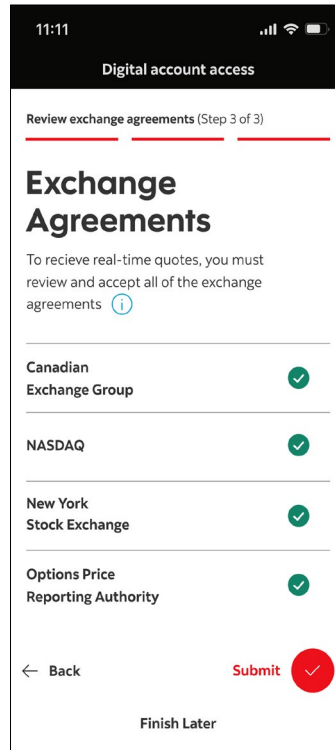 11:11
Digital account access
Review exchange agreements (Step 3 of 3)
Exchange
Agreements
To recieve real-time quotes, you must
review and accept all of the exchange
agreements
Canadian
Exchange Group
NASDAQ
New York
Stock Exchange
Options Price
Reporting Authority
Back
Submit
Finish Later